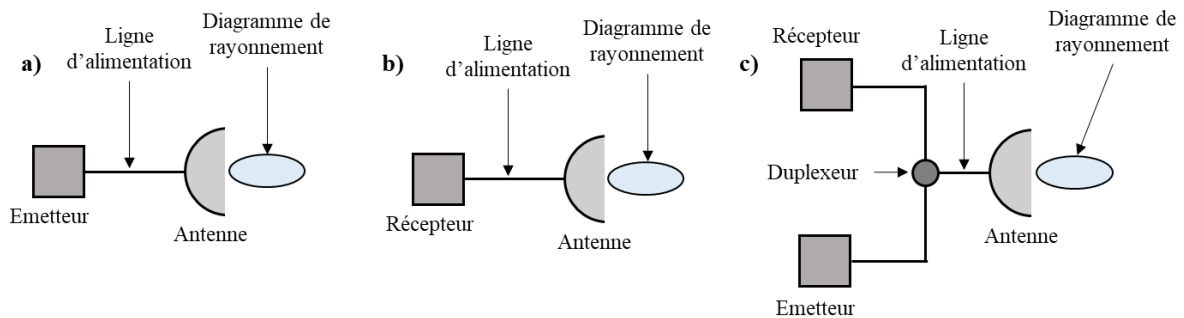 a)
Ligne
d’alimentation
Diagramme de
rayonnement
Emetteur
Antenne
b)
Ligne
d’alimentation
Diagramme de
rayonnement
Récepteur
Antenne
c)
Récepteur
Ligne
d’alimentation
Diagramme de
rayonnement
Duplexeur
Antenne
Emetteur